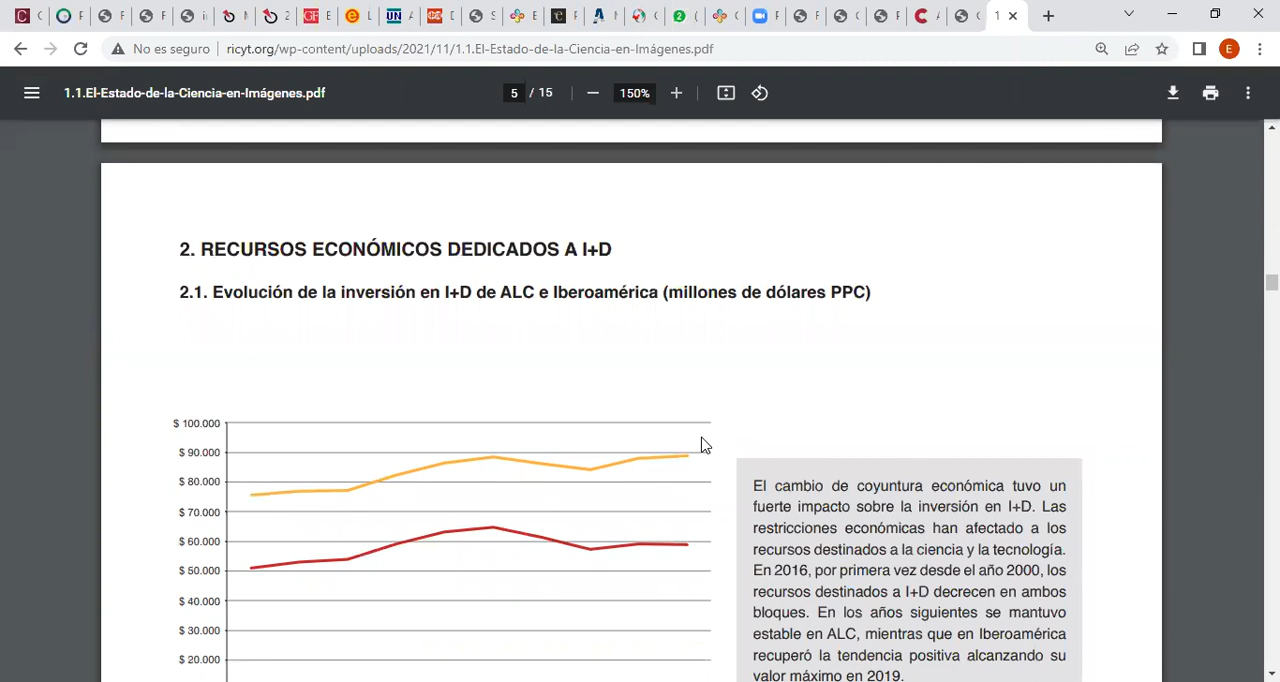 No es seguro
ricyt.org/wp-content/uploads/2021/11/1.1.El-Estado-de-la-Ciencia-en-Imágenes.pdf
E
1.1.El-Estado-de-la-Ciencia-en-Imágenes.pdf
5 / 15
150%
2. RECURSOS ECONÓMICOS DEDICADOS A I+D
2.1. Evolución de la inversión en I+D de ALC e Iberoamérica (millones de dólares PPC)
$ 100.000
$ 90.000
$ 80.000
$ 70.000
$ 60.000
$ 50.000
$ 40.000
$ 30.000
$ 20.000
El cambio de coyuntura económica tuvo un
fuerte impacto sobre la inversión en I+D. Las
restricciones económicas han afectado a los
recursos destinados a la ciencia y la tecnología.
En 2016, por primera vez desde el año 2000, los
recursos destinados a I+D decrecen en ambos
bloques. En los años siguientes se mantuvo
estable en ALC, mientras que en Iberoamérica
recuperó la tendencia positiva alcanzando su
valor máximo en 2019.